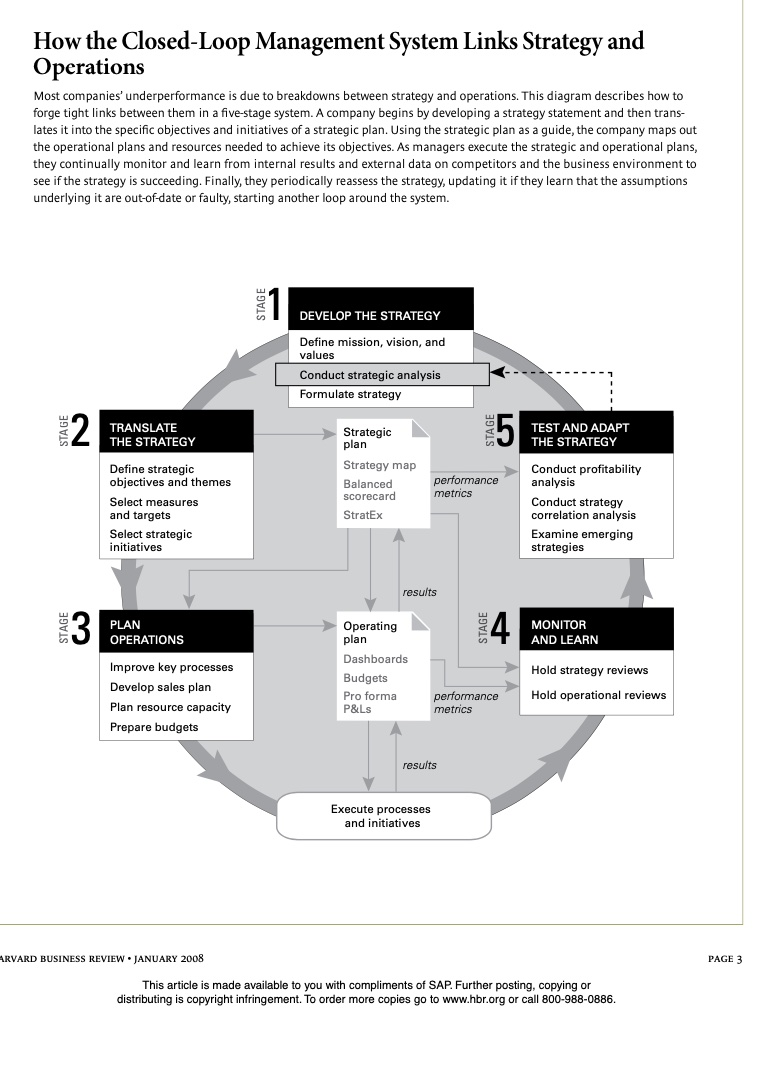 How the Closed-Loop Management System Links Strategy and
Operations
Most companies’ underperformance is due to breakdowns between strategy and operations. This diagram describes how to
forge tight links between them in a five-stage system. A company begins by developing a strategy statement and then trans-
lates it into the specific objectives and initiatives of a strategic plan. Using the strategic plan as a guide, the company maps out
the operational plans and resources needed to achieve its objectives. As managers execute the strategic and operational plans,
they continually monitor and learn from internal results and external data on competitors and the business environment to
see if the strategy is succeeding. Finally, they periodically reassess the strategy, updating it if they learn that the assumptions
underlying it are out-of-date or faulty, starting another loop around the system.
STAGE 1
DEVELOP THE STRATEGY
Define mission, vision, and
values
Conduct strategic analysis
Formulate strategy
STAGE 2
TRANSLATE
THE STRATEGY
Define strategic
objectives and themes
Select measures
and targets
Select strategic
initiatives
Strategic
plan
Strategy map
Balanced
scorecard
StratEx
performance
metrics
STAGE 5
TEST AND ADAPT
THE STRATEGY
Conduct profitability
analysis
Conduct strategy
correlation analysis
Examine emerging
strategies
results
STAGE 3
PLAN
OPERATIONS
Improve key processes
Develop sales plan
Plan resource capacity
Prepare budgets
Operating
plan
Dashboards
Budgets
Pro forma
P&Ls
performance
metrics
STAGE 4
MONITOR
AND LEARN
Hold strategy reviews
Hold operational reviews
results
Execute processes
and initiatives
ARVARD BUSINESS REVIEW • JANUARY 2008
PAGE 3
This article is made available to you with compliments of SAP. Further posting, copying or
distributing is copyright infringement. To order more copies go to www.hbr.org or call 800-988-0886.